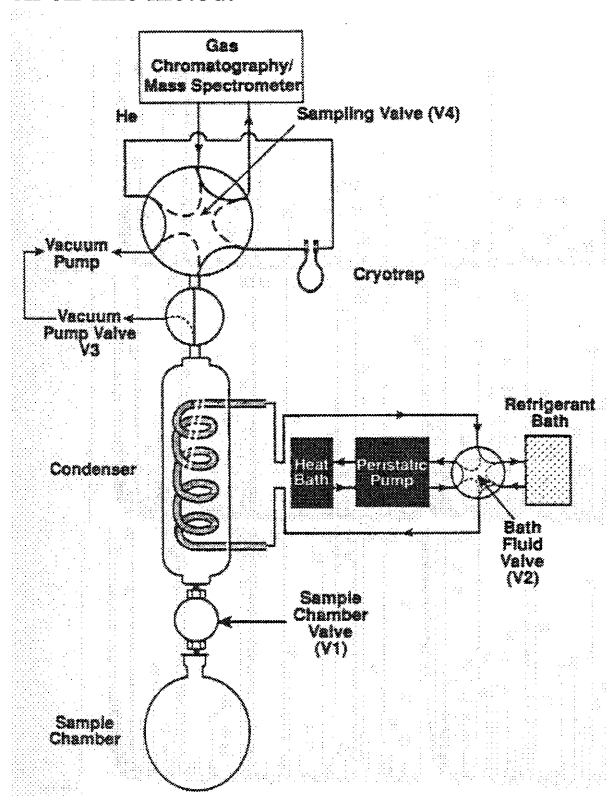 Gas
Chromatography/
Mass Spectrometer
He
Sampling Valve (V4)
Vacuum
Pump
Cryotrap
Vacuum
Pump Valve
V3
Refrigerant
Bath
Condenser
Heat
Bath
Peristatic
Pump
Bath
Fluid
Valve
(V2)
Sample
Chamber
Valve
(V1)
Sample
Chamber